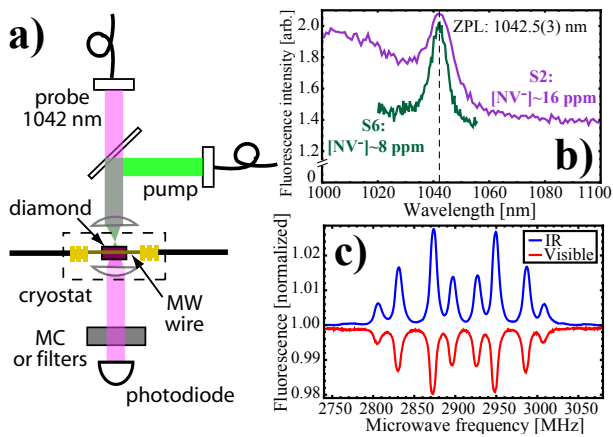 a)
probe
1042 nm
pump
diamond
cryostat
MW
wire
MC
or filters
photodiode
Fluorescence intensity [arb.]
2.0
1.8
1.6
1.4
0
ZPL: 1042.5(3) nm
S2:
[NV⁻]~16 ppm
S6:
[NV⁻]~8 ppm
b)
1000 1020 1040 1060 1080 1100
Wavelength [nm]
Fluorescence [normalized]
1.02
1.01
1.00
0.99
0.98
c)
IR
Visible
2750 2800 2850 2900 2950 3000 3050
Microwave frequency [MHz]